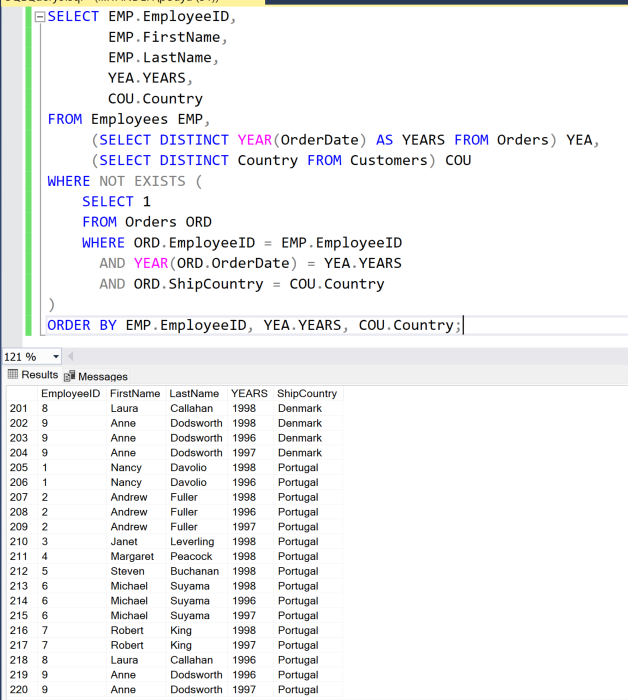 SELECT EMP.EmployeeID,
EMP.FirstName,
EMP.LastName,
YEA.YEARS,
COU.Country
FROM Employees EMP,
(SELECT DISTINCT YEAR(OrderDate) AS YEARS FROM Orders) YEA,
(SELECT DISTINCT Country FROM Customers) COU
WHERE NOT EXISTS (
SELECT 1
FROM Orders ORD
WHERE ORD.EmployeeID = EMP.EmployeeID
AND YEAR(ORD.OrderDate) = YEA.YEARS
AND ORD.ShipCountry = COU.Country
)
ORDER BY EMP.EmployeeID, YEA.YEARS, COU.Country;
121 %
Results Messages
EmployeeID FirstName LastName YEARS ShipCountry
201 8 Laura Callahan 1998 Denmark
202 9 Anne Dodsworth 1998 Denmark
203 9 Anne Dodsworth 1996 Denmark
204 9 Anne Dodsworth 1997 Denmark
205 1 Nancy Davolio 1998 Portugal
206 1 Nancy Davolio 1996 Portugal
207 2 Andrew Fuller 1998 Portugal
208 2 Andrew Fuller 1996 Portugal
209 2 Andrew Fuller 1997 Portugal
210 3 Janet Leverling 1998 Portugal
211 4 Margaret Peacock 1998 Portugal
212 5 Steven Buchanan 1998 Portugal
213 6 Michael Suyama 1998 Portugal
214 6 Michael Suyama 1996 Portugal
215 6 Michael Suyama 1997 Portugal
216 7 Robert King 1998 Portugal
217 7 Robert King 1997 Portugal
218 8 Laura Callahan 1996 Portugal
219 9 Anne Dodsworth 1996 Portugal
220 9 Anne Dodsworth 1997 Portugal